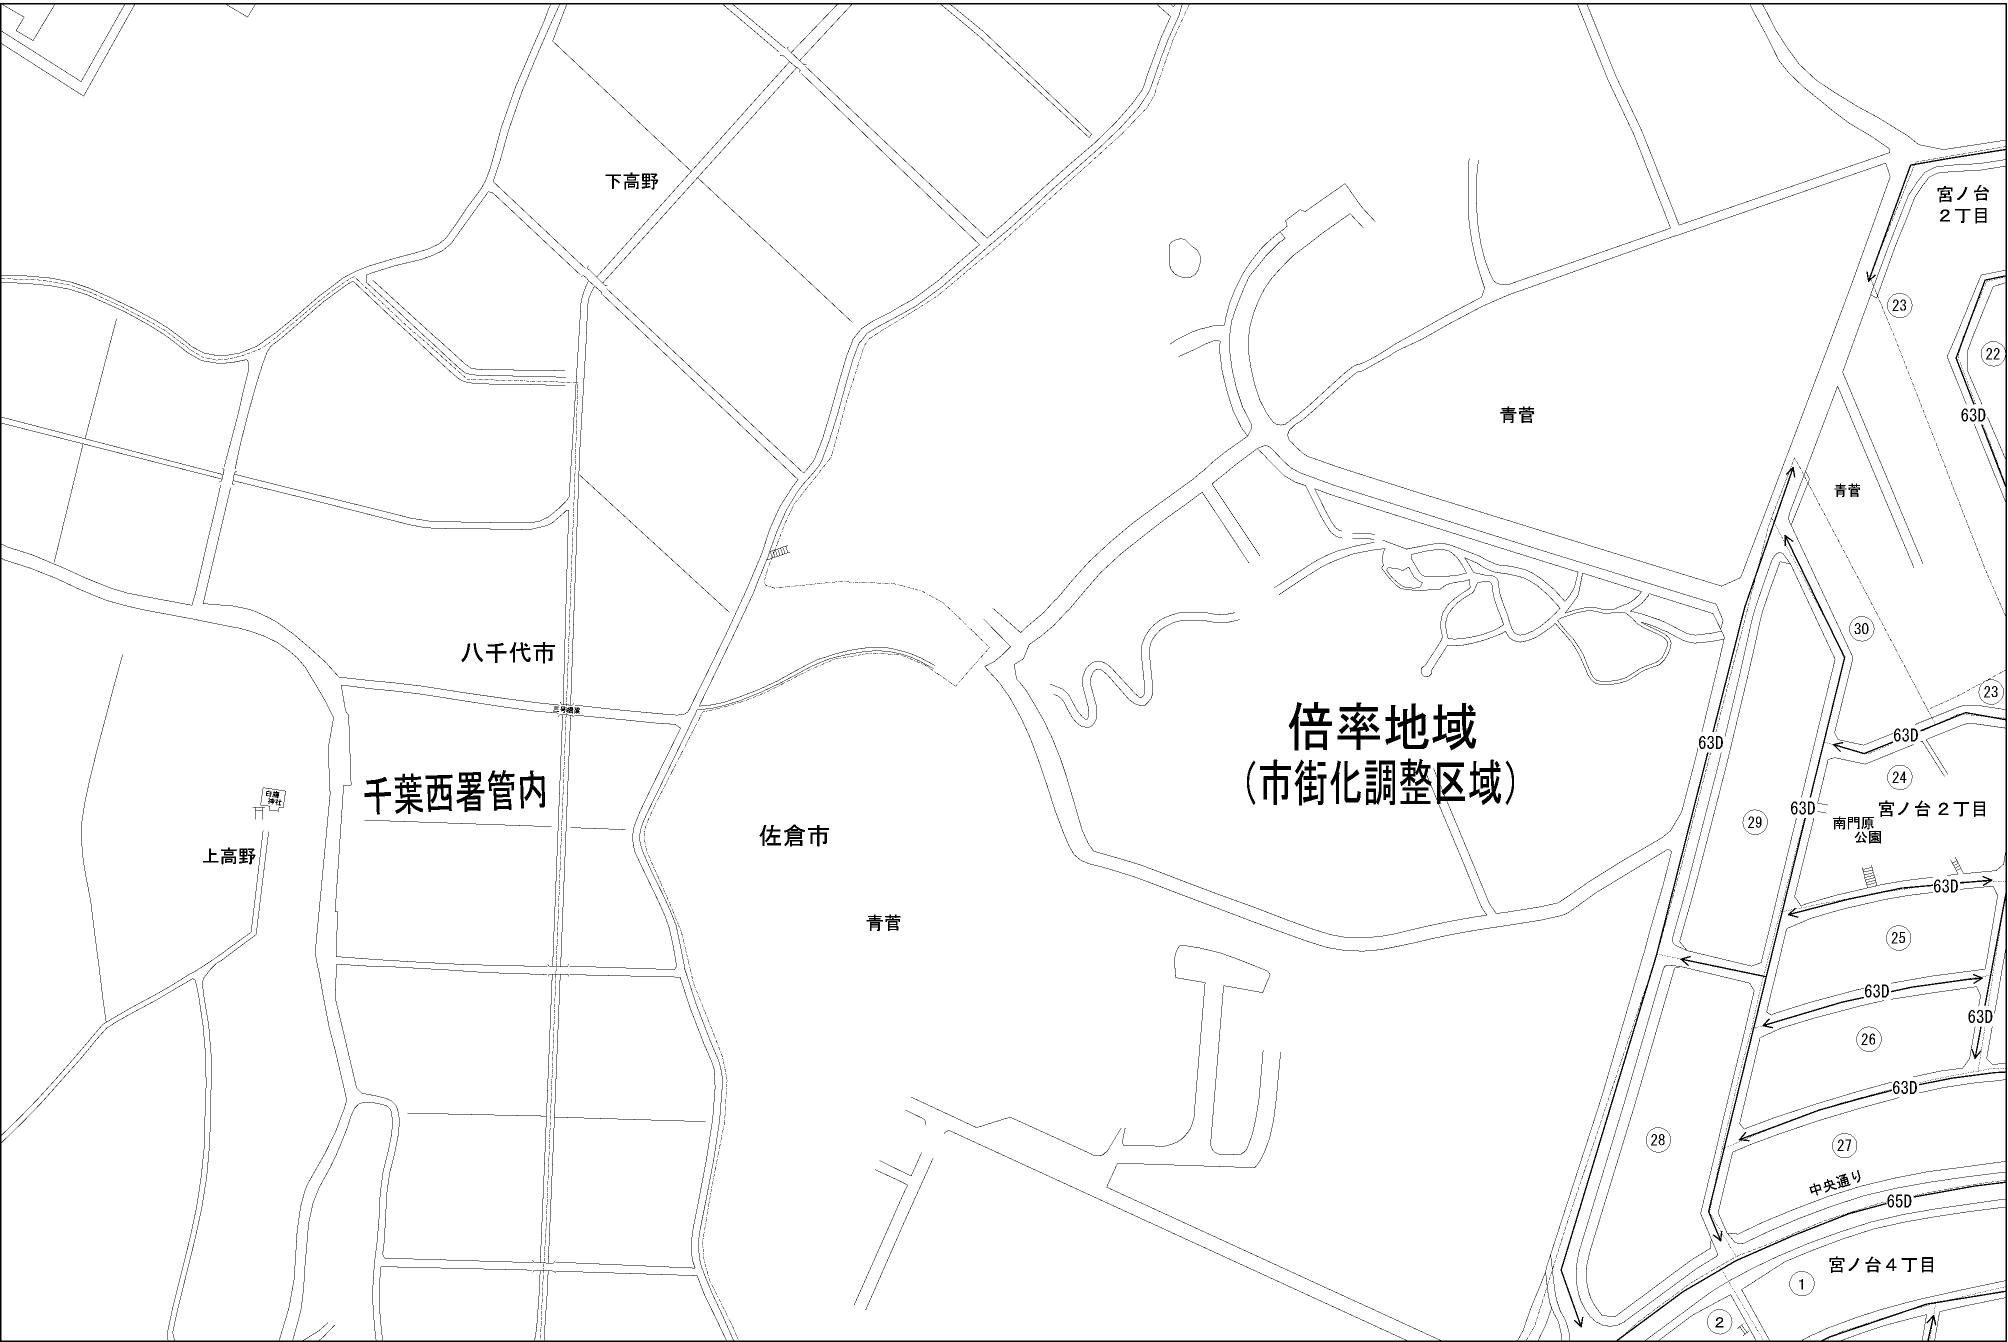 下高野
宮ノ台
２丁目
23
22
63D
青菅
青菅
30
八千代市
23
倍率地域
63D
63D
(市街化調整区域)
24
千葉西署管内
白幡
神社
63D
宮ノ台２丁目
29
南門原
公園
佐倉市
上高野
63D
青菅
25
63D
63D
26
63D
28
27
中央通り
65D
宮ノ台４丁目
1
2